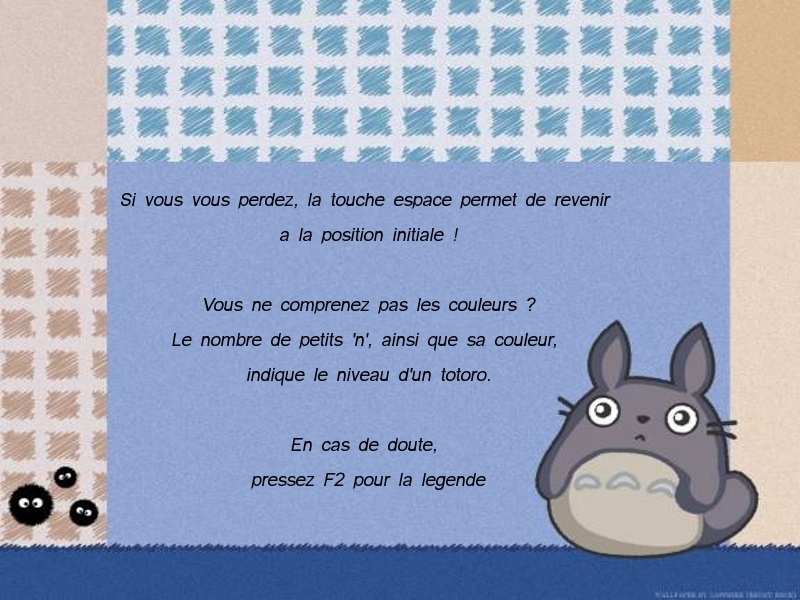 Si vous vous perdez, la touche espace permet de revenir
a la position initiale !
Vous ne comprenez pas les couleurs ?
Le nombre de petits 'n', ainsi que sa couleur,
indique le niveau d'un totoro.
En cas de doute,
pressez F2 pour la legende